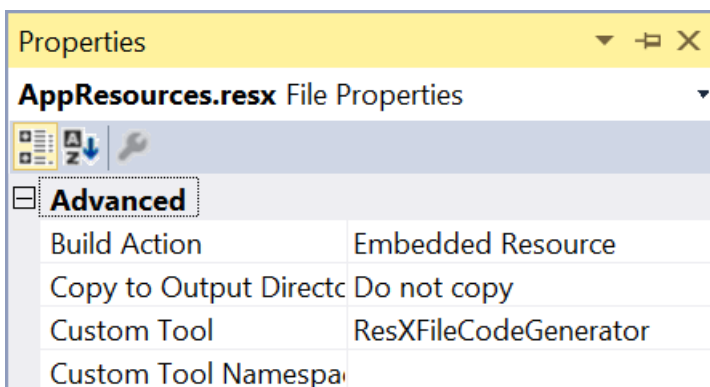 Properties
AppResources.resx File Properties
Advanced
Build Action Embedded Resource
Copy to Output Directo Do not copy
Custom Tool ResXFileCodeGenerator
Custom Tool Namespa